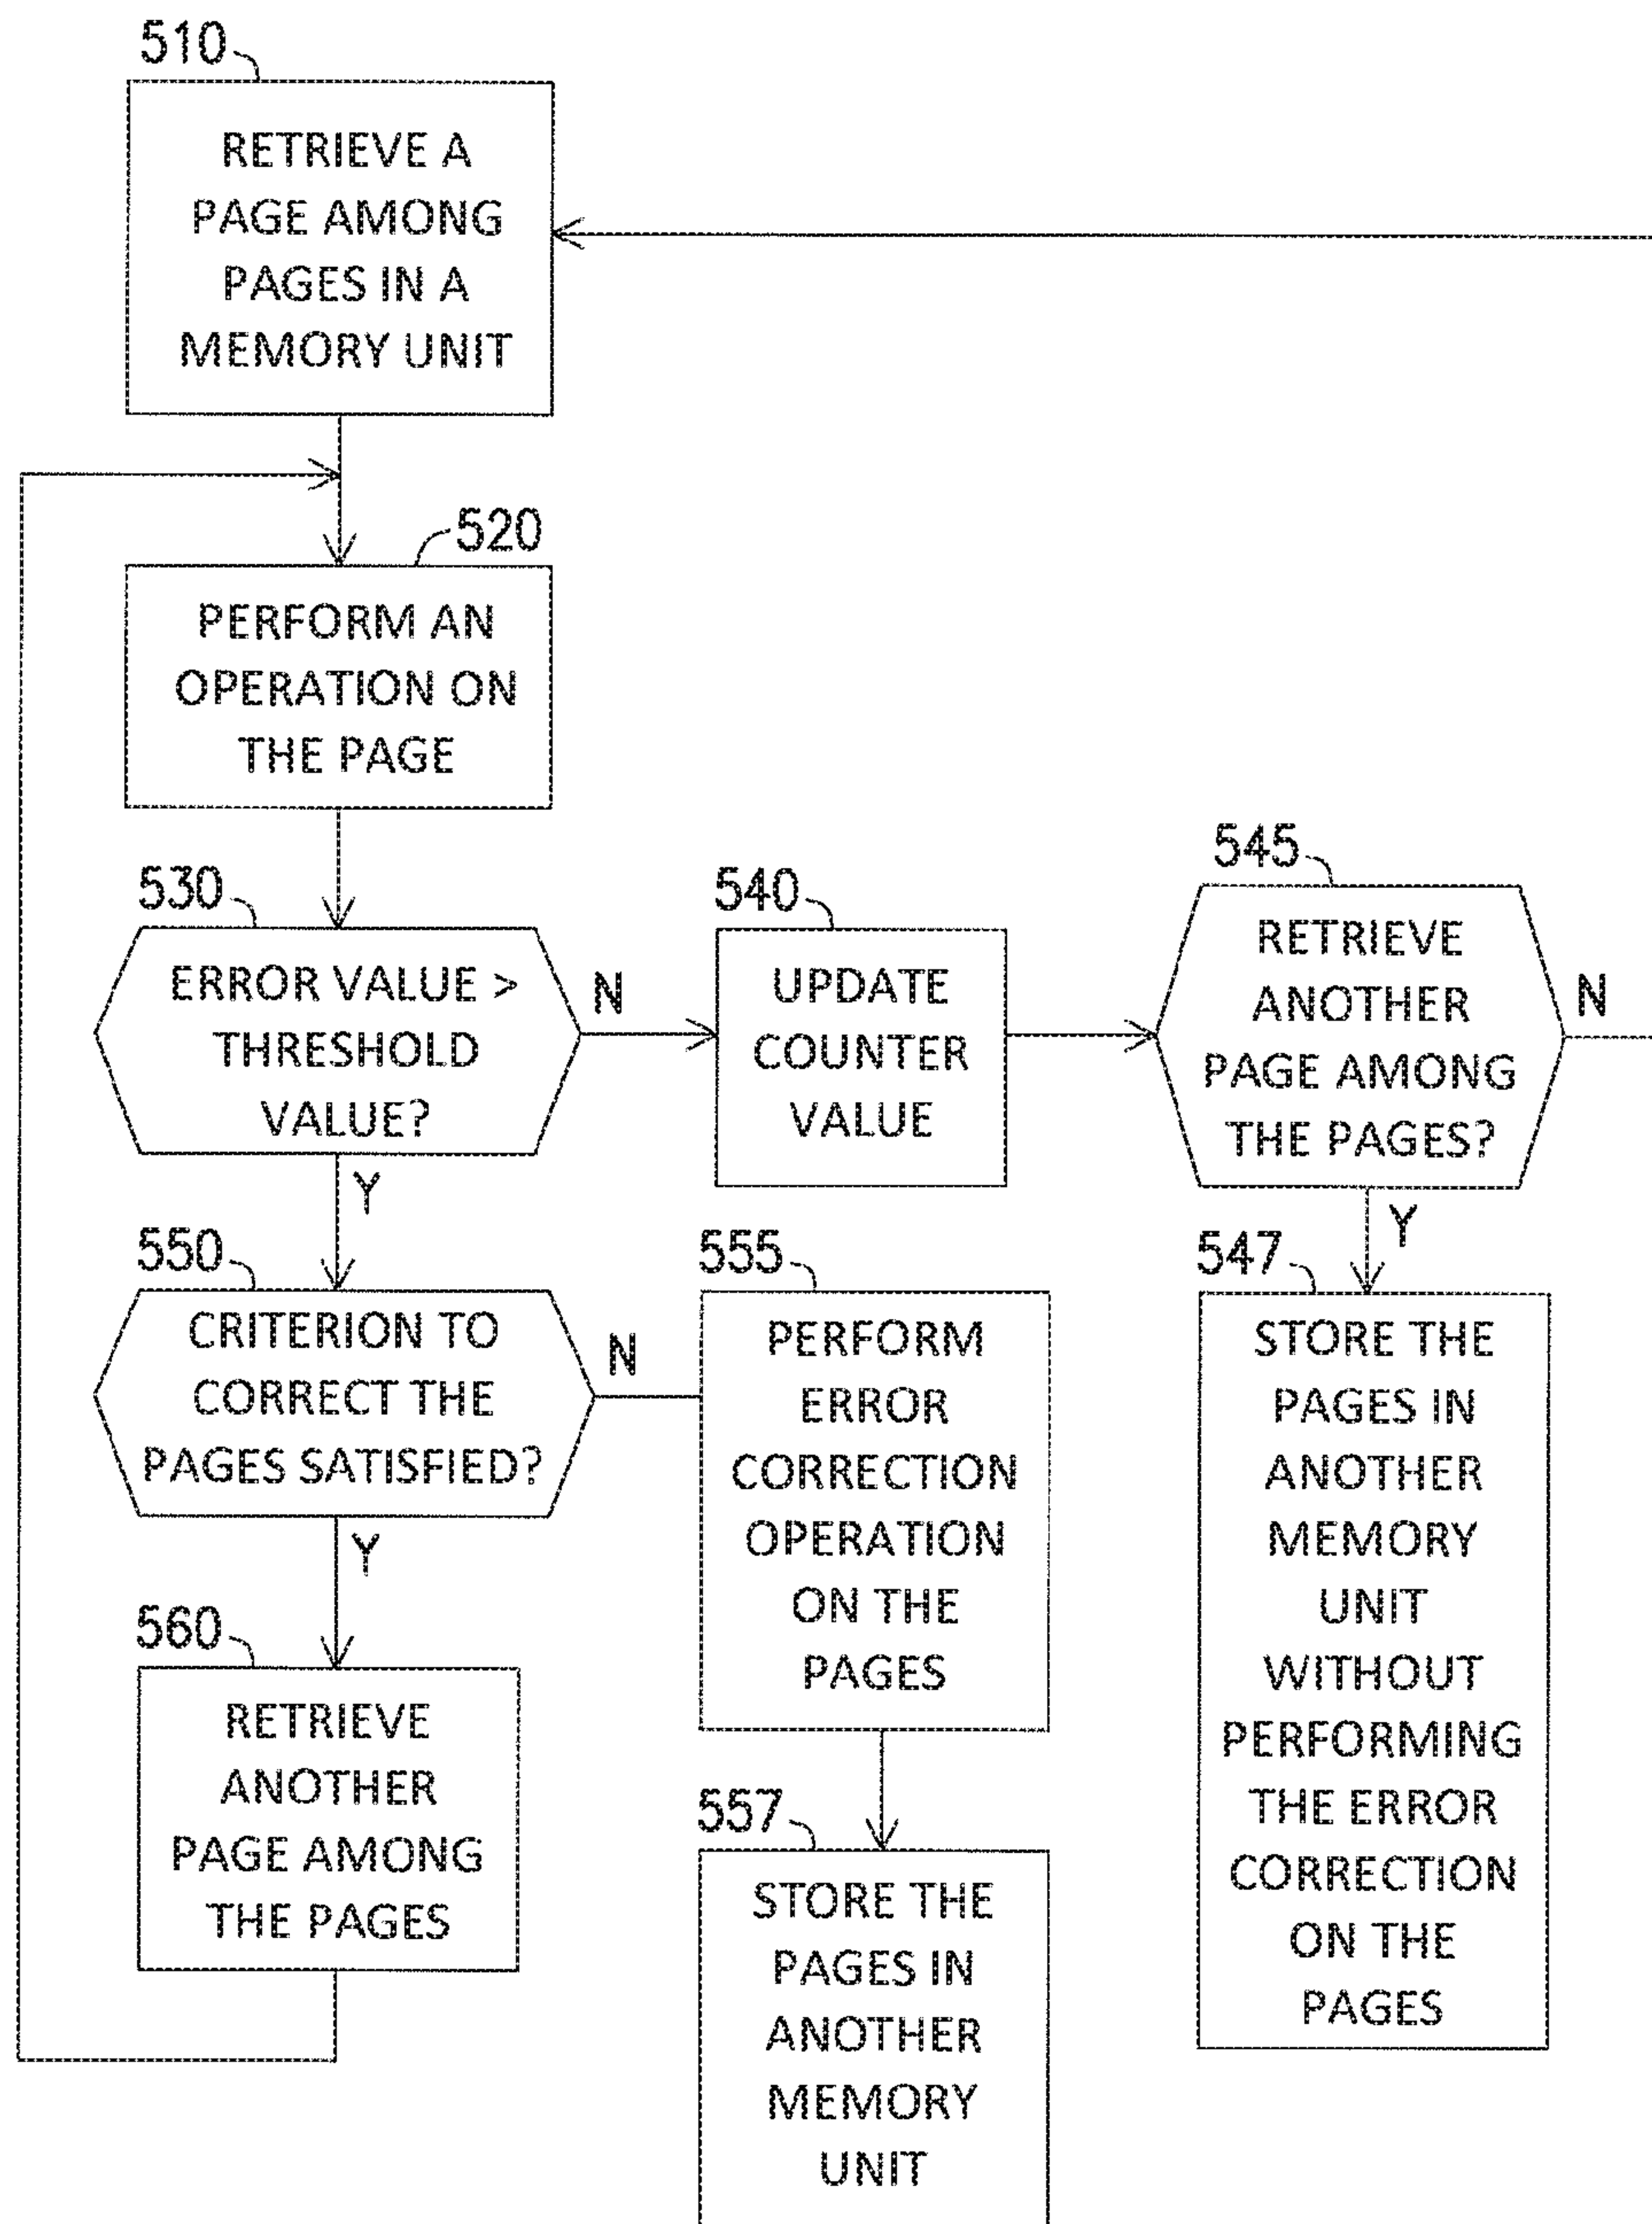 510
RETRIEVE A
PAGE AMONG
PAGES IN A
MEMORY UNIT
520
PERFORM AN
OPERATION ON
THE PAGE
530
ERROR VALUE >
THRESHOLD
VALUE?
N
Y
540
UPDATE
COUNTER
VALUE
545
RETRIEVE
ANOTHER
PAGE AMONG
THE PAGES?
N
Y
547
STORE THE
PAGES IN
ANOTHER
MEMORY
UNIT
WITHOUT
PERFORMING
THE ERROR
CORRECTION
ON THE
PAGES
550
CRITERION TO
CORRECT THE
PAGES SATISFIED?
N
Y
555
PERFORM
ERROR
CORRECTION
OPERATION
ON THE
PAGES
557
STORE THE
PAGES IN
ANOTHER
MEMORY
UNIT
560
RETRIEVE
ANOTHER
PAGE AMONG
THE PAGES